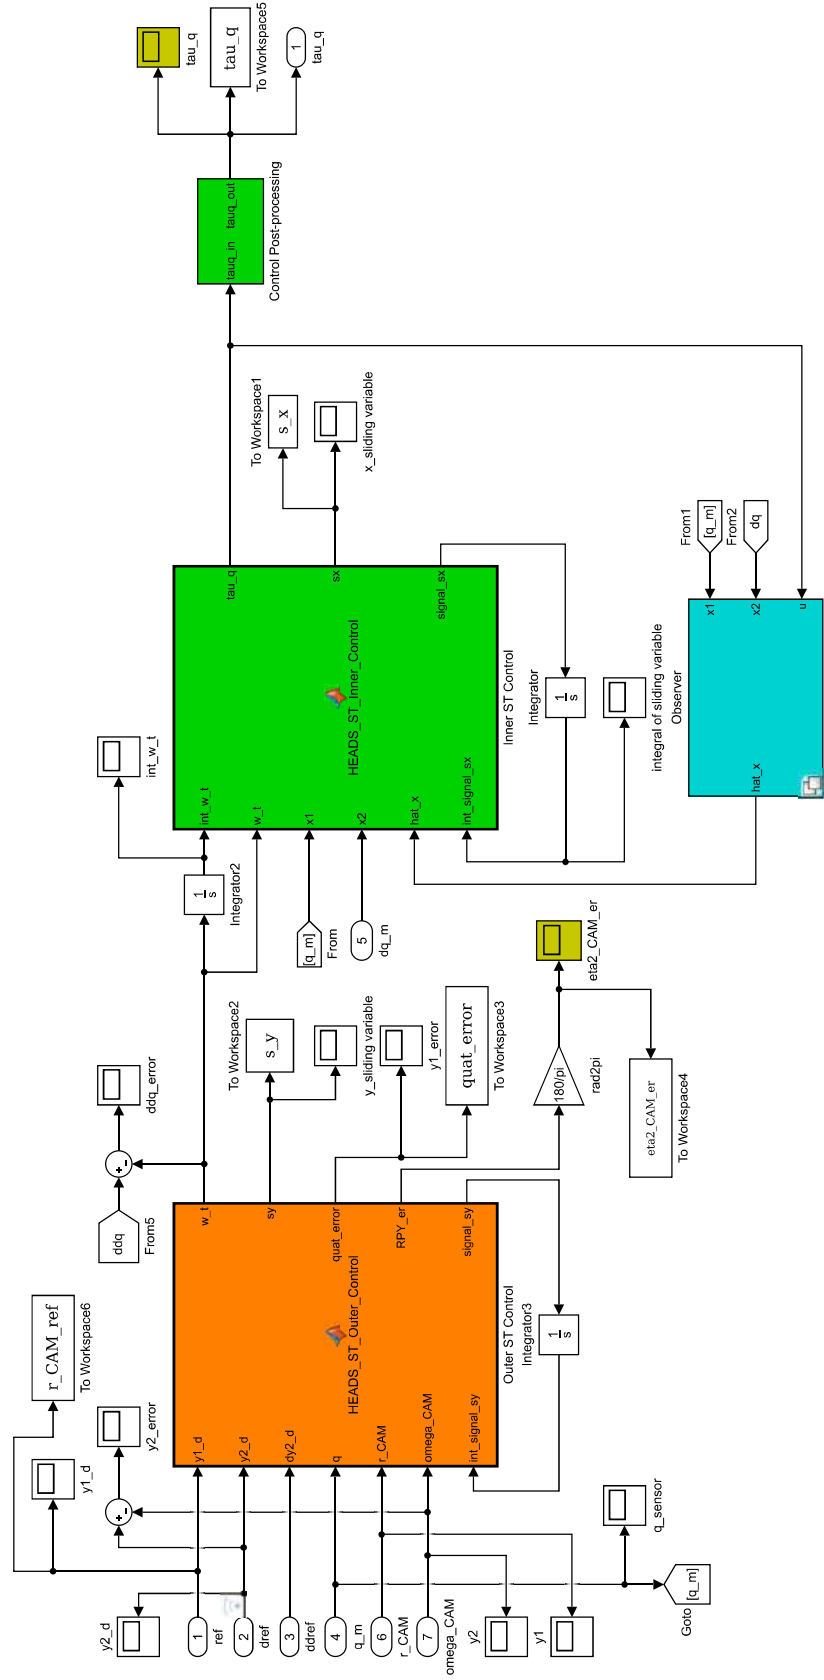 1
ref
2
dref
3
ddref
4
q_m
6
r_CAM
7
omega_CAM
y2_d
y1_d
r_CAM_ref
To Workspace6
y2_error
+
-
y2
y1
q_sensor
[q_m]
Goto
y1_d
y2_d
dy2_d
q
r_CAM
omega_CAM
int_signal_sy
HEADS_ST_Outer_Control
w_t
sy
quat_error
RPY_er
signal_sy
Outer ST Control
Integrator3
1
s
ddq
From5
+
-
ddq_error
To Workspace2
s_y
y_sliding variable
y1_error
quat_error
To Workspace3
180/pi
rad2pi
eta2_CAM_er
eta2_CAM_er
To Workspace4
1
s
Integrator2
int_w_t
[q_m]
From
5
dq_m
int_w_t
w_t
x1
x2
hat_x
int_signal_sx
HEADS_ST_Inner_Control
tau_q
sx
signal_sx
Inner ST Control
Integrator
1
s
integral of sliding variable
Observer
hat_x
x1
x2
u
From1
[q_m]
From2
dq
To Workspace1
s_x
x_sliding variable
tauq_in
tauq_out
Control Post-processing
tau_q
tau_q
To Workspace5
1
tau_q